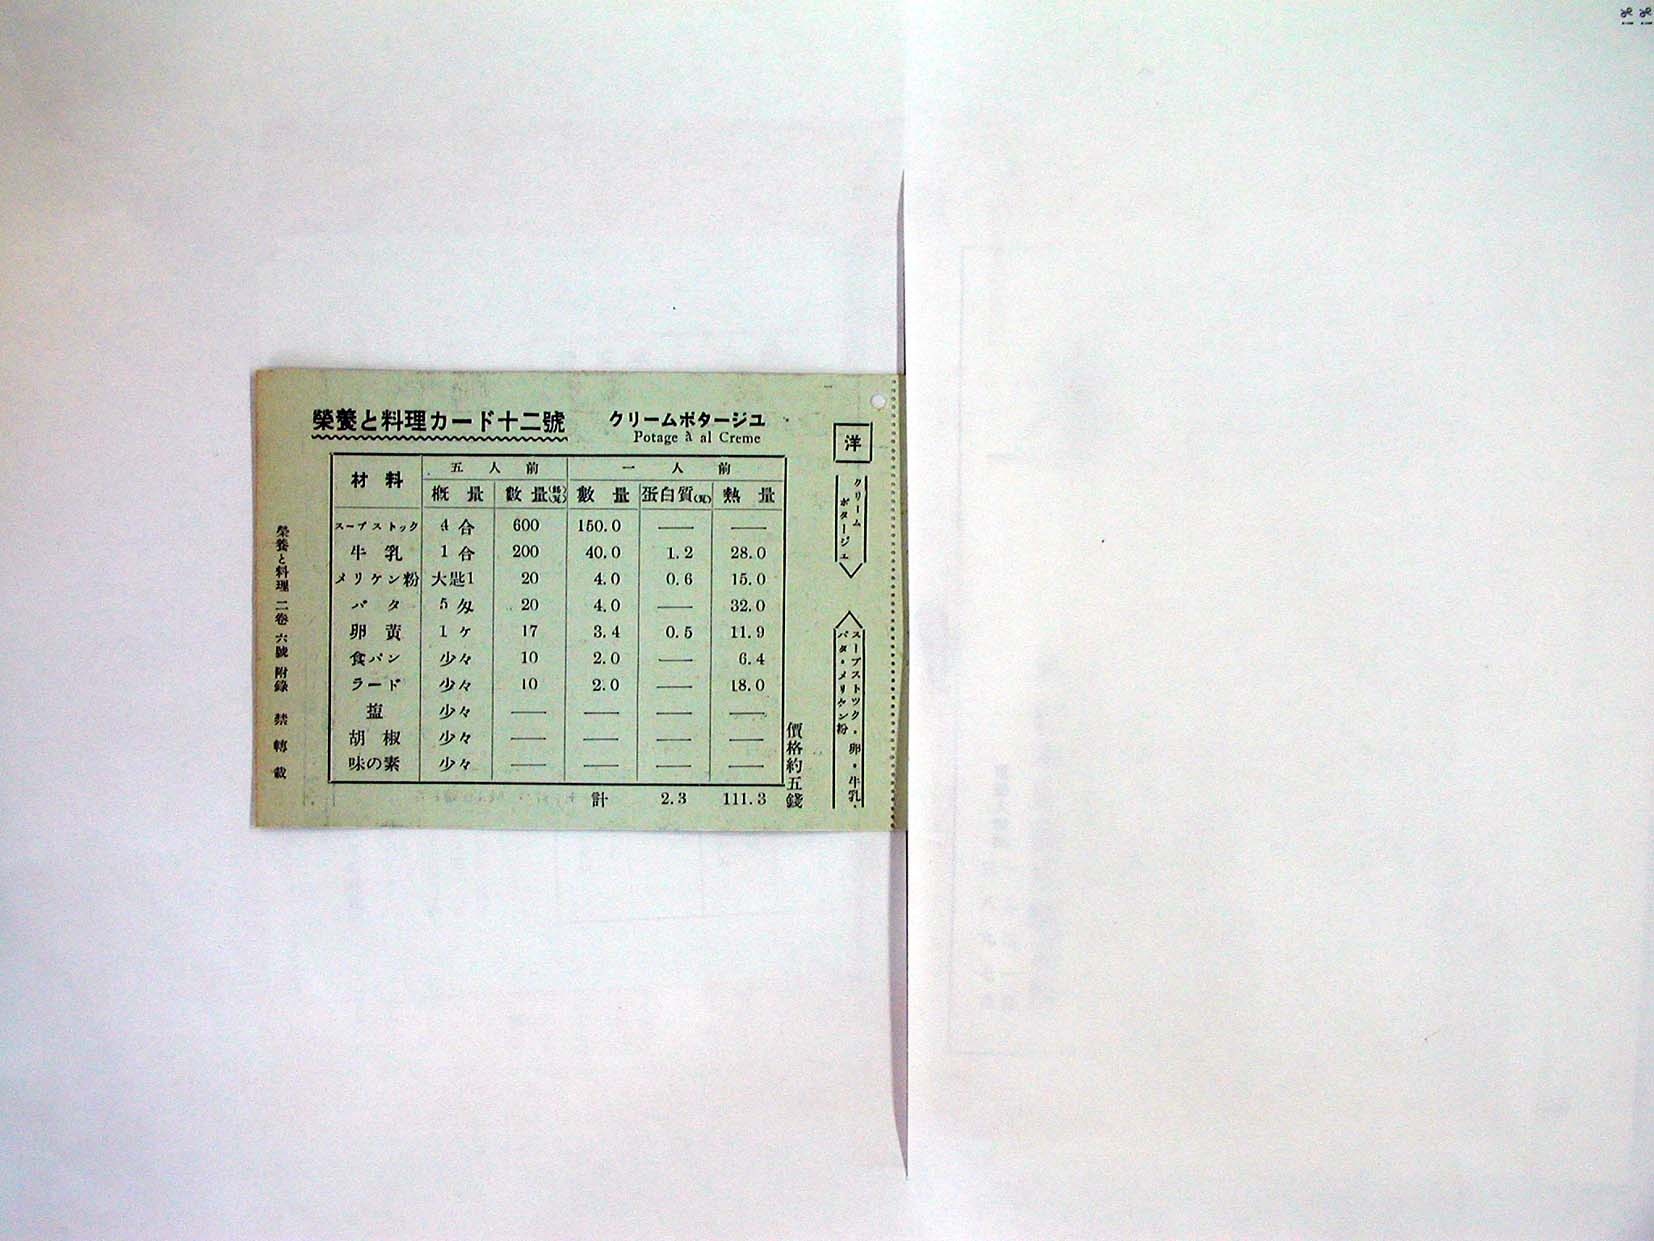 榮養と料理カード十二號
クリームポタージユ
Potage à al Creme
材料 五人前 一人前
概量 數量 數量 蛋白質(瓦) 熱量
スープストック 4合 600 150.0 — —
牛乳 1合 200 40.0 1.2 28.0
メリケン粉 大匙1 20 4.0 0.6 15.0
バタ 5匁 20 4.0 — 32.0
卵黄 1ケ 17 3.4 0.5 11.9
食パン 少々 10 2.0 — 6.4
ラード 少々 10 2.0 — 18.0
塩 少々 — — — —
胡椒 少々 — — — —
味の素 少々 — — — —
計 2.3 111.3
價格約五錢
洋
クリーム
ポタージュ
スープストツク・卵・牛乳・
バタ・メリケン粉
榮養と料理 二卷 六號 附錄 禁轉載